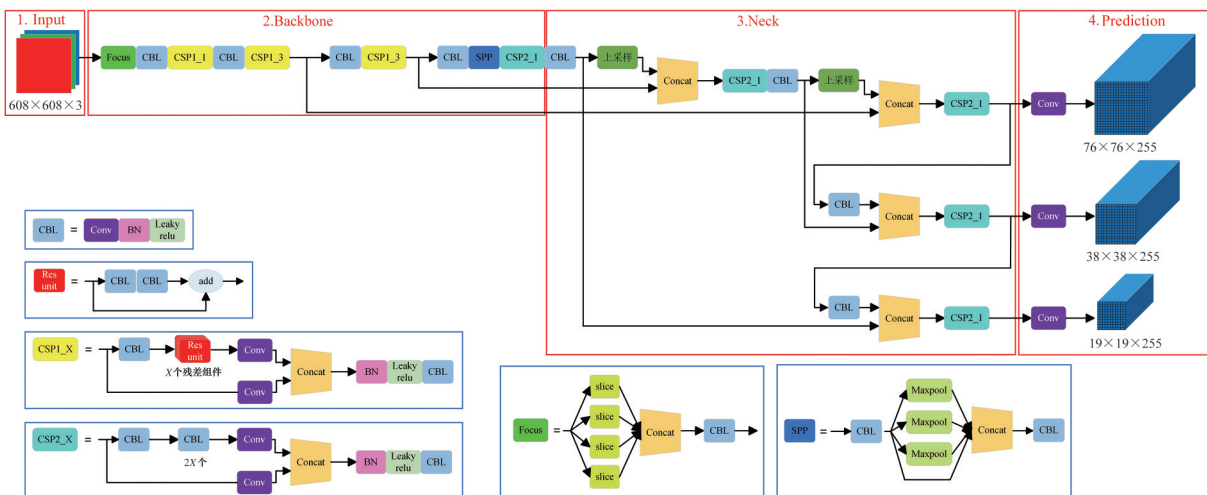 1. Input
2.Backbone
3.Neck
4.Prediction
Focus CBL CSP1_1 CBL CSP1_3 CBL CSP1_3 CBL SPP CSP2_1 CBL 上采样
Concat CSP2_1 CBL 上采样
Concat CSP2_1 Conv
608×608×3
76×76×255
CBL Concat CSP2_1 Conv
38×38×255
CBL Concat CSP2_1 Conv
19×19×255
CBL = Conv BN Leaky
relu
Res
unit = CBL CBL add
CSP1_X = CBL Res
unit Conv
X个残差组件
Concat BN Leaky
relu CBL
Conv
CSP2_X = CBL CBL Conv
2X个
Concat BN Leaky
relu CBL
Conv
Focus = slice
slice
slice
slice
Concat CBL
SPP = CBL Maxpool
Maxpool
Maxpool
Concat CBL